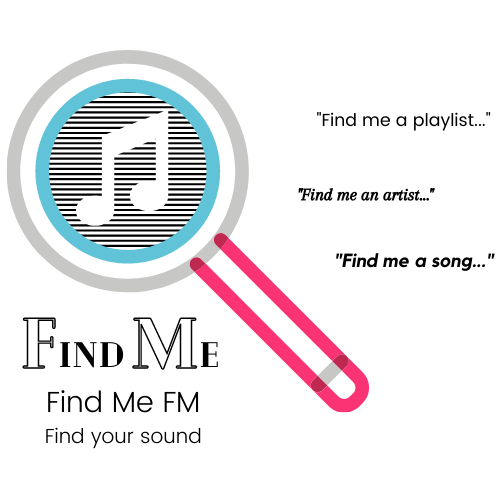 "Find me a playlist..."
"Find me an artist..."
"Find me a song..."
Find Me
Find Me FM
Find your sound